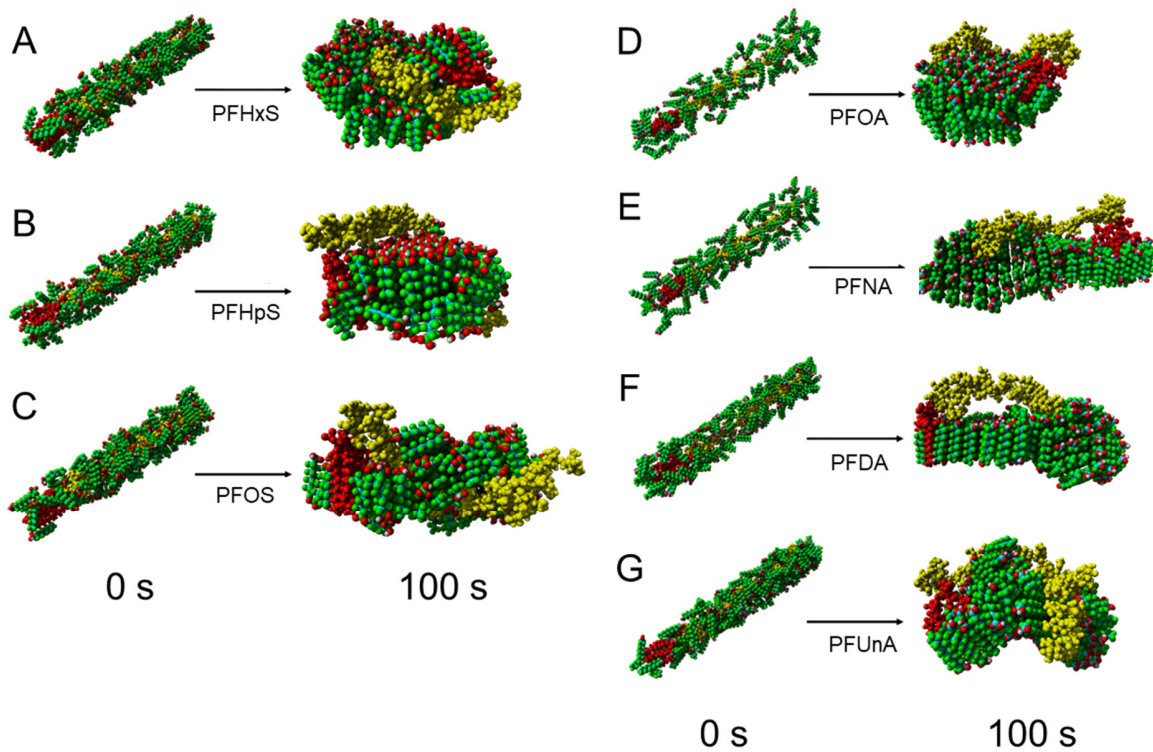 A
PFHxS
B
PFHpS
C
PFOS
0 s
100 s
D
PFOA
E
PFNA
F
PFDA
G
PFUnA
0 s
100 s